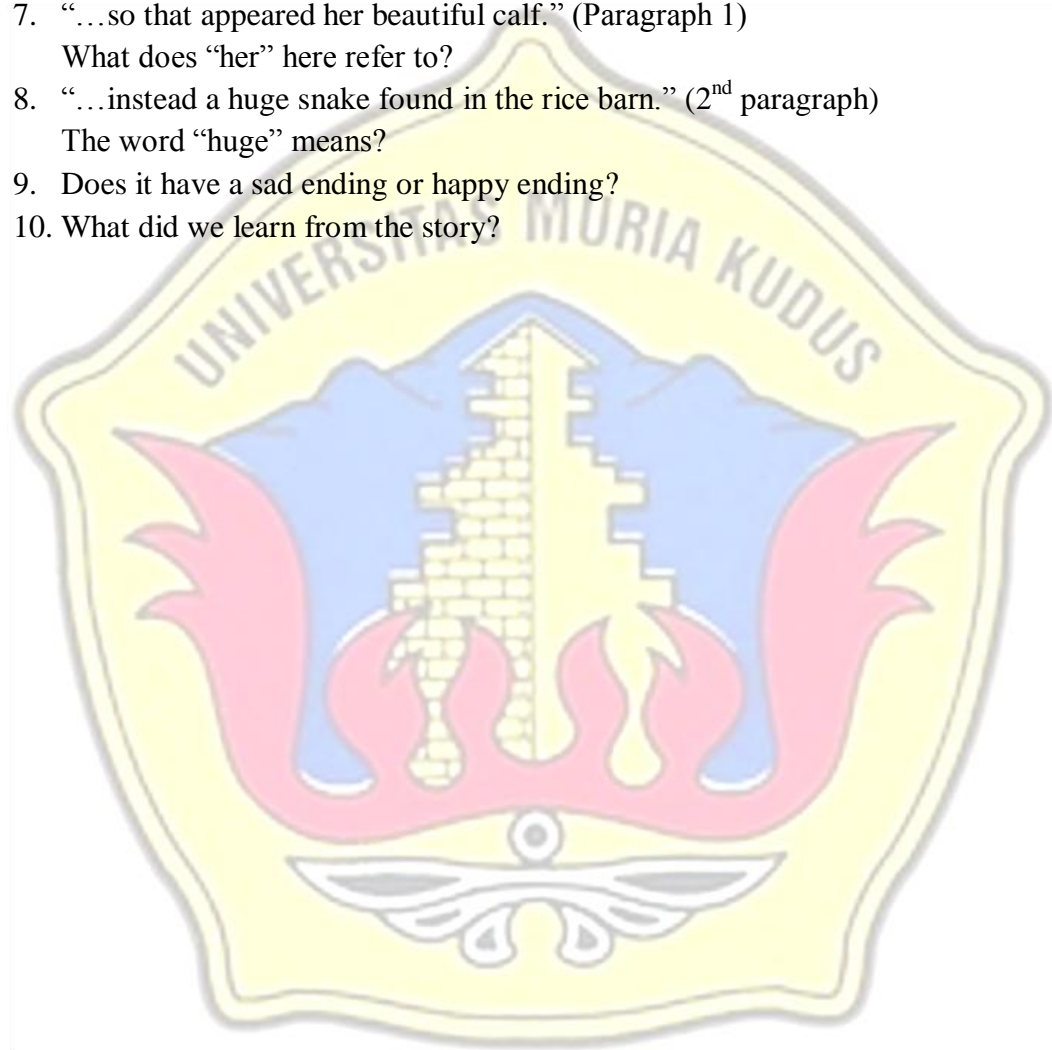 7. “…so that appeared her beautiful calf.” (Paragraph 1)
What does “her” here refer to?
8. “…instead a huge snake found in the rice barn.” (2nd paragraph)
The word “huge” means?
9. Does it have a sad ending or happy ending?
10. What did we learn from the story?
UNIVERSITAS MURIA KUDUS